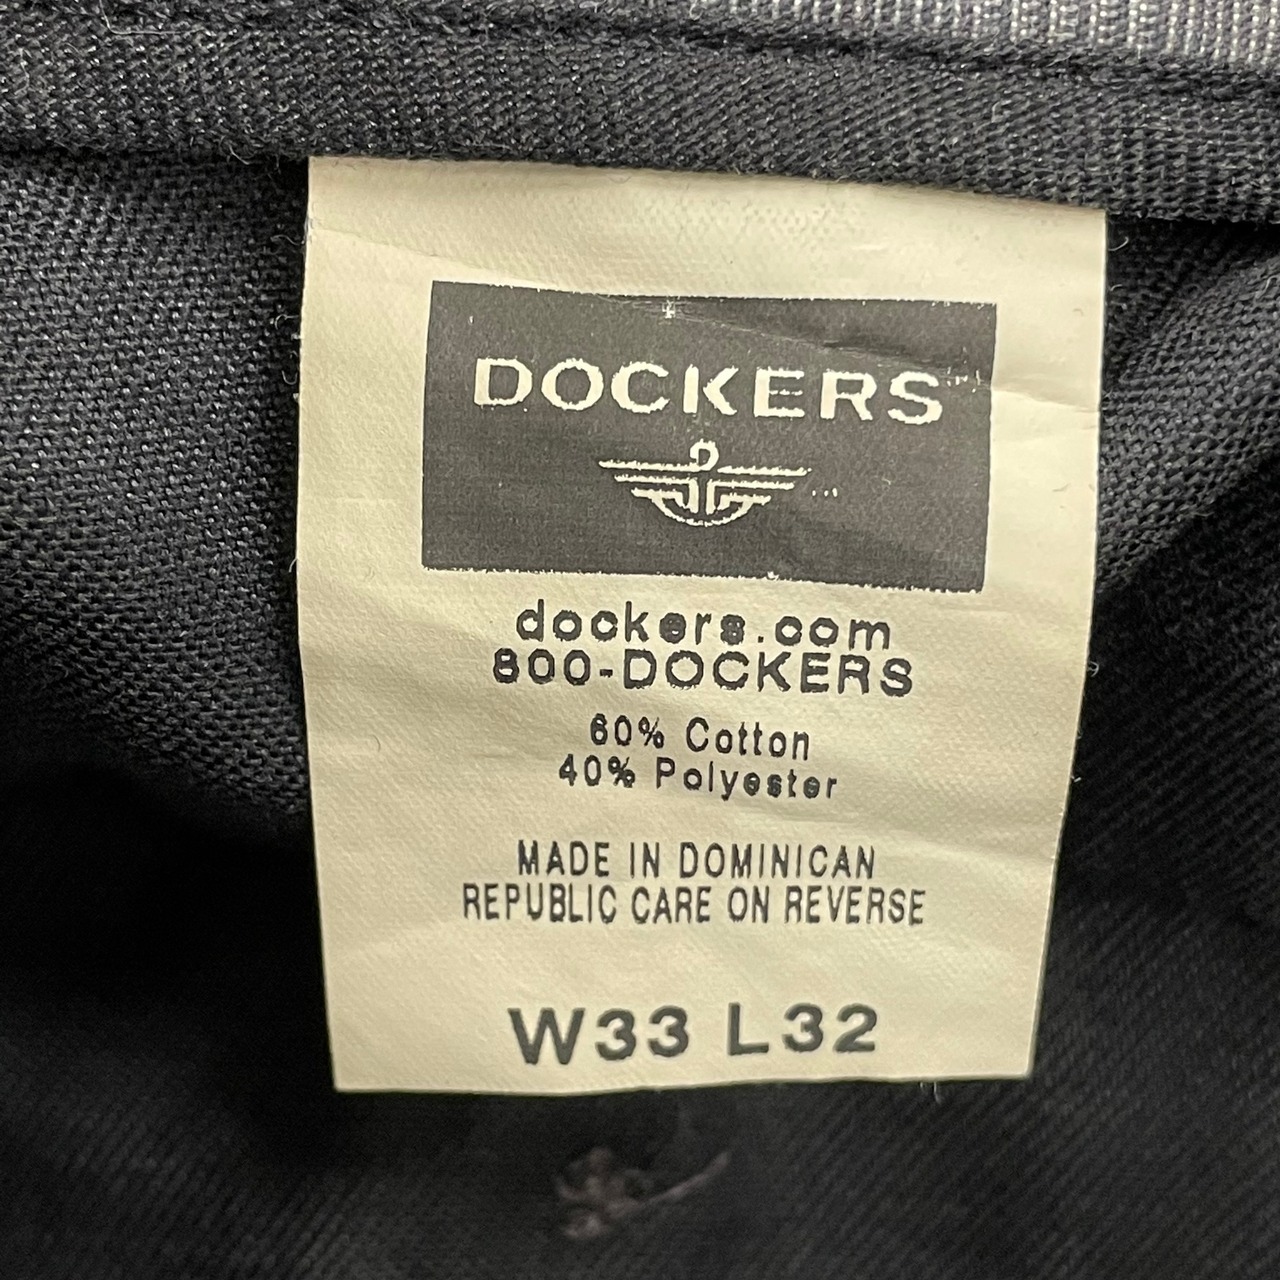 DOCKERS
dockers.com
800-DOCKERS
60% Cotton
40% Polyester
MADE IN DOMINICAN
REPUBLIC CARE ON REVERSE
W33 L32